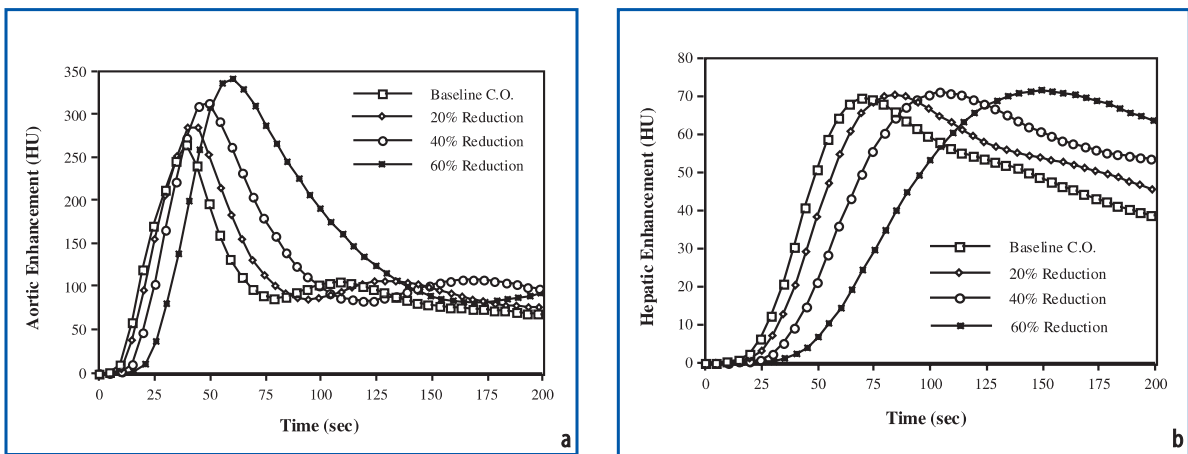 350
300
250
200
150
100
50
0
Aortic Enhancement (HU)
Baseline C.O.
20% Reduction
40% Reduction
60% Reduction
0 25 50 75 100 125 150 175 200
Time (sec)
a
80
70
60
50
40
30
20
10
0
Hepatic Enhancement (HU)
Baseline C.O.
20% Reduction
40% Reduction
60% Reduction
0 25 50 75 100 125 150 175 200
Time (sec)
b